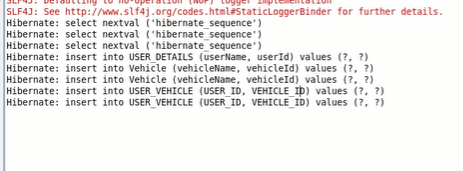 SLF4J: Defaulting to no-operation (NOP) logger implementation
SLF4J: See http://www.slf4j.org/codes.html#StaticLoggerBinder for further details.
Hibernate: select nextval ('hibernate_sequence')
Hibernate: select nextval ('hibernate_sequence')
Hibernate: select nextval ('hibernate_sequence')
Hibernate: insert into USER_DETAILS (userName, userId) values (?, ?)
Hibernate: insert into Vehicle (vehicleName, vehicleId) values (?, ?)
Hibernate: insert into Vehicle (vehicleName, vehicleId) values (?, ?)
Hibernate: insert into USER_VEHICLE (USER_ID, VEHICLE_ID) values (?, ?)
Hibernate: insert into USER_VEHICLE (USER_ID, VEHICLE_ID) values (?, ?)